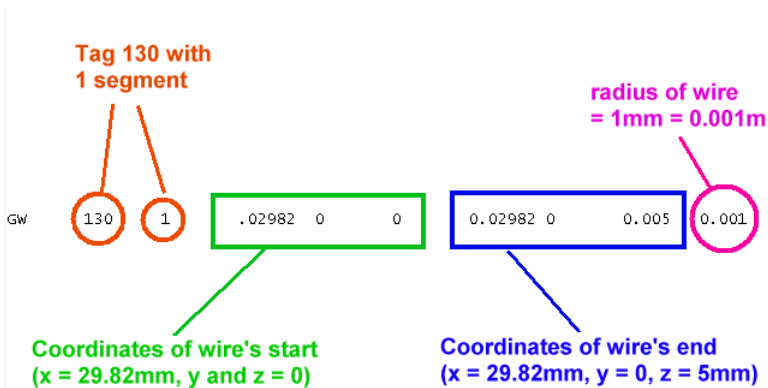 Tag 130 with
1 segment
radius of wire
= 1mm = 0.001m
GW 130 1 .02982 0 0 0.02982 0 0.005 0.001
Coordinates of wire's start
(x = 29.82mm, y and z = 0)
Coordinates of wire's end
(x = 29.82mm, y = 0, z = 5mm)